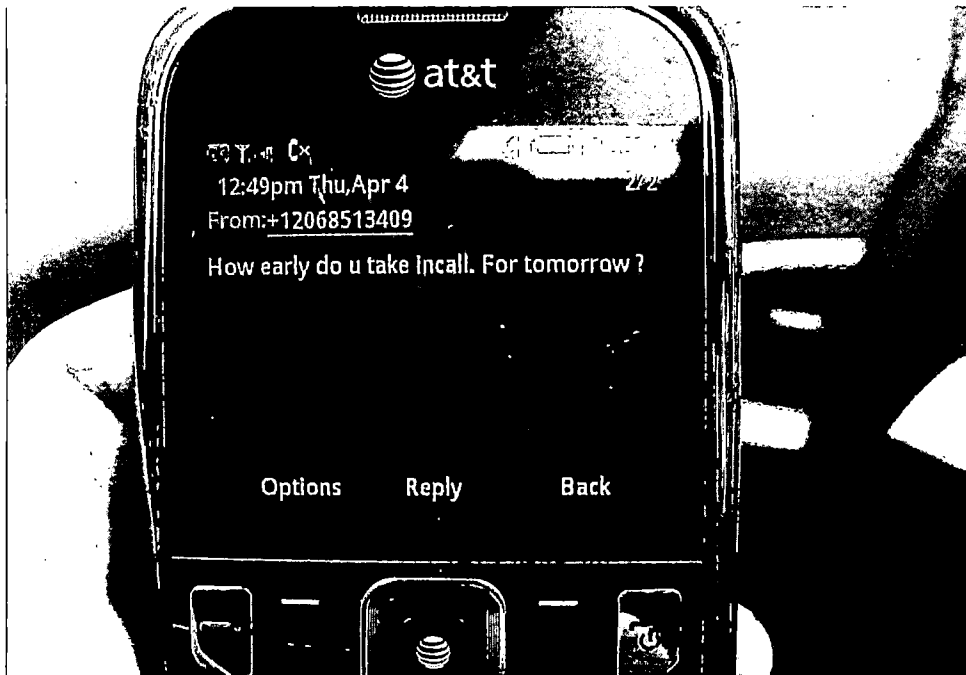 at&t
12:49pm Thu,Apr 4
2/2
From:+12068513409
How early do u take incall. For tomorrow ?
Options Reply Back